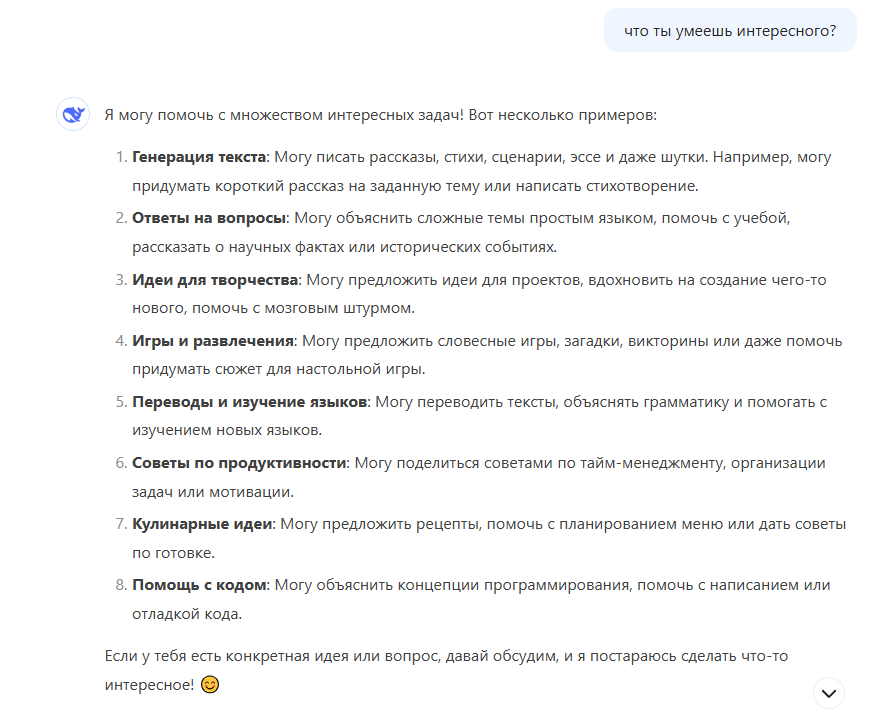 что ты умеешь интересного?
Я могу помочь с множеством интересных задач! Вот несколько примеров:
1. Генерация текста: Могу писать рассказы, стихи, сценарии, эссе и даже шутки. Например, могу
придумать короткий рассказ на заданную тему или написать стихотворение.
2. Ответы на вопросы: Могу объяснить сложные темы простым языком, помочь с учебой,
рассказать о научных фактах или исторических событиях.
3. Идеи для творчества: Могу предложить идеи для проектов, вдохновить на создание чего-то
нового, помочь с мозговым штурмом.
4. Игры и развлечения: Могу предложить словесные игры, загадки, викторины или даже помочь
придумать сюжет для настольной игры.
5. Переводы и изучение языков: Могу переводить тексты, объяснять грамматику и помогать с
изучением новых языков.
6. Советы по продуктивности: Могу поделиться советами по тайм-менеджменту, организации
задач или мотивации.
7. Кулинарные идеи: Могу предложить рецепты, помочь с планированием меню или дать советы
по готовке.
8. Помощь с кодом: Могу объяснить концепции программирования, помочь с написанием или
отладкой кода.
Если у тебя есть конкретная идея или вопрос, давай обсудим, и я постараюсь сделать что-то
интересное! 😊